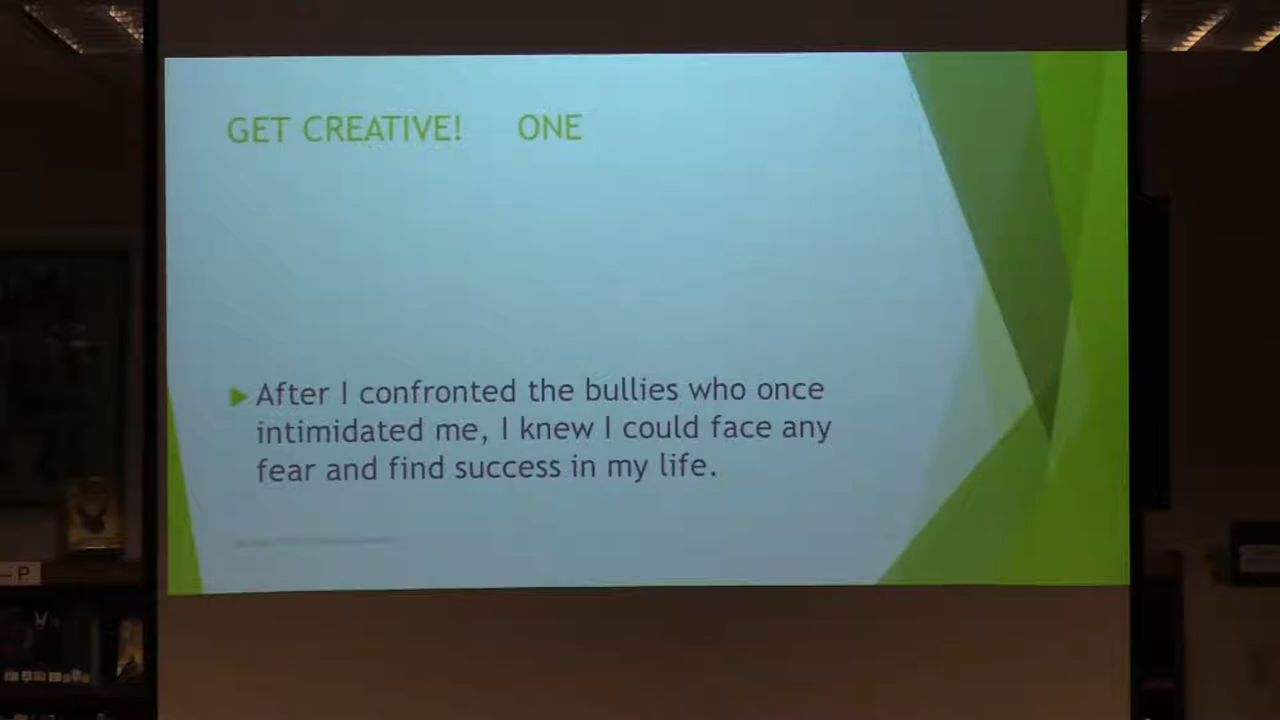 GET CREATIVE! ONE
After I confronted the bullies who once
intimidated me, I knew I could face any
fear and find success in my life.
–P